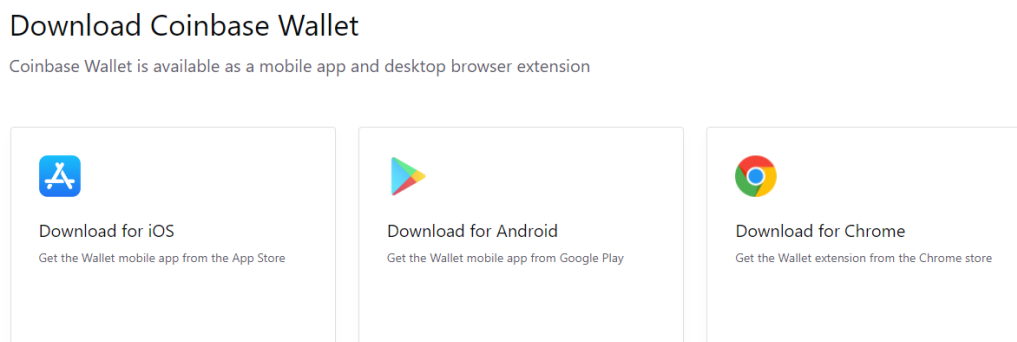 Download Coinbase Wallet
Coinbase Wallet is available as a mobile app and desktop browser extension
Download for iOS
Get the Wallet mobile app from the App Store
Download for Android
Get the Wallet mobile app from Google Play
Download for Chrome
Get the Wallet extension from the Chrome store